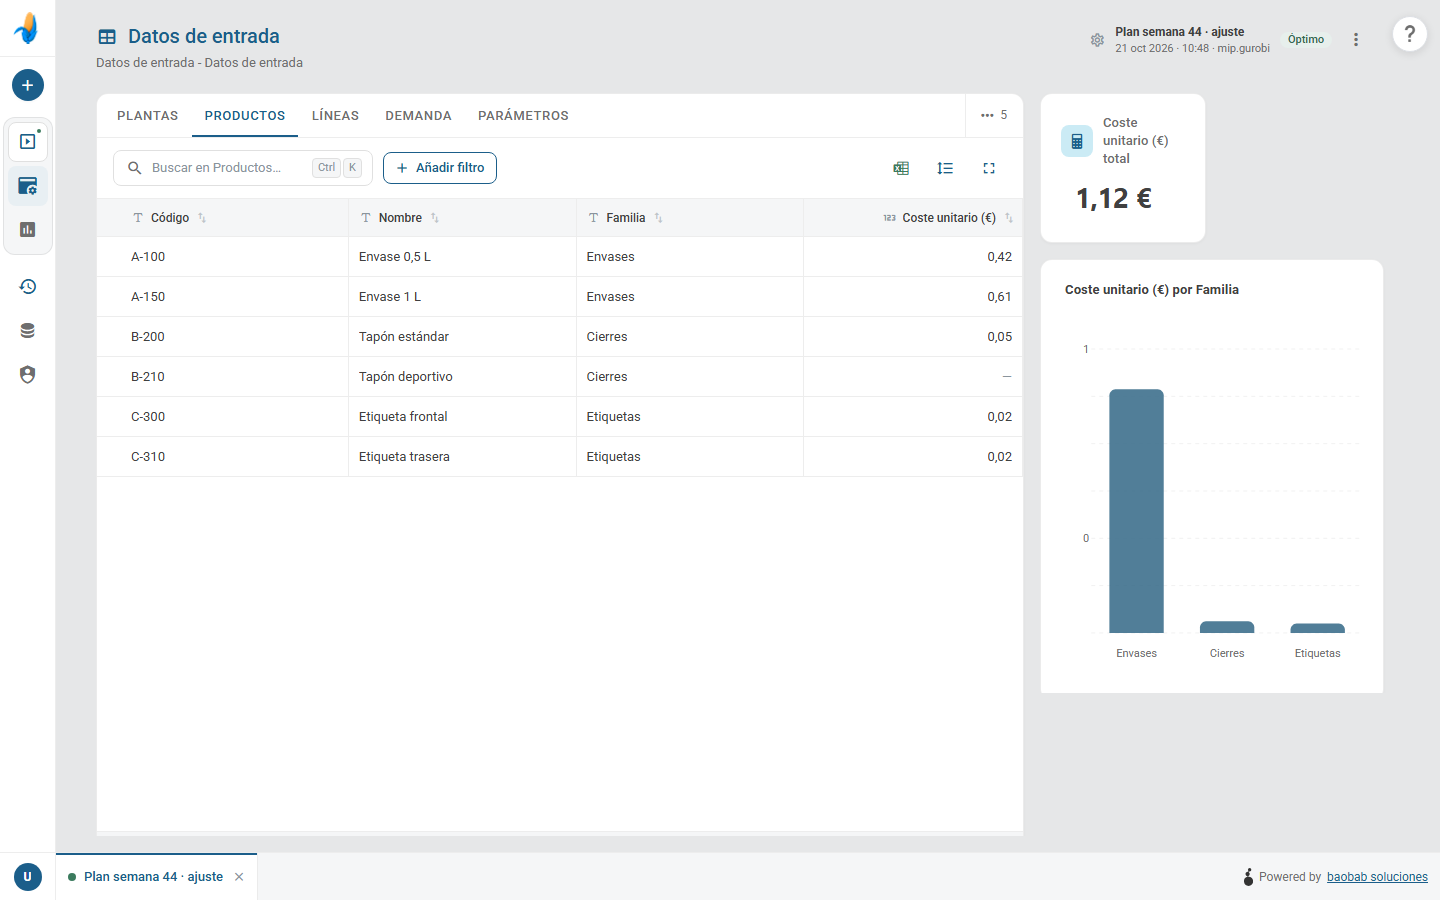 Datos de entrada
Datos de entrada - Datos de entrada
Plan semana 44 · ajuste
21 oct 2026 · 10:48 · mip.gurobi
Óptimo
?
PLANTAS PRODUCTOS LÍNEAS DEMANDA PARÁMETROS
••• 5
Buscar en Productos... Ctrl K
+ Añadir filtro
T Código T Nombre T Familia 123 Coste unitario (€)
A-100 Envase 0,5 L Envases 0,42
A-150 Envase 1 L Envases 0,61
B-200 Tapón estándar Cierres 0,05
B-210 Tapón deportivo Cierres —
C-300 Etiqueta frontal Etiquetas 0,02
C-310 Etiqueta trasera Etiquetas 0,02
Coste
unitario (€)
total
1,12 €
Coste unitario (€) por Familia
1
0
Envases Cierres Etiquetas
U
Plan semana 44 · ajuste ×
Powered by baobab soluciones